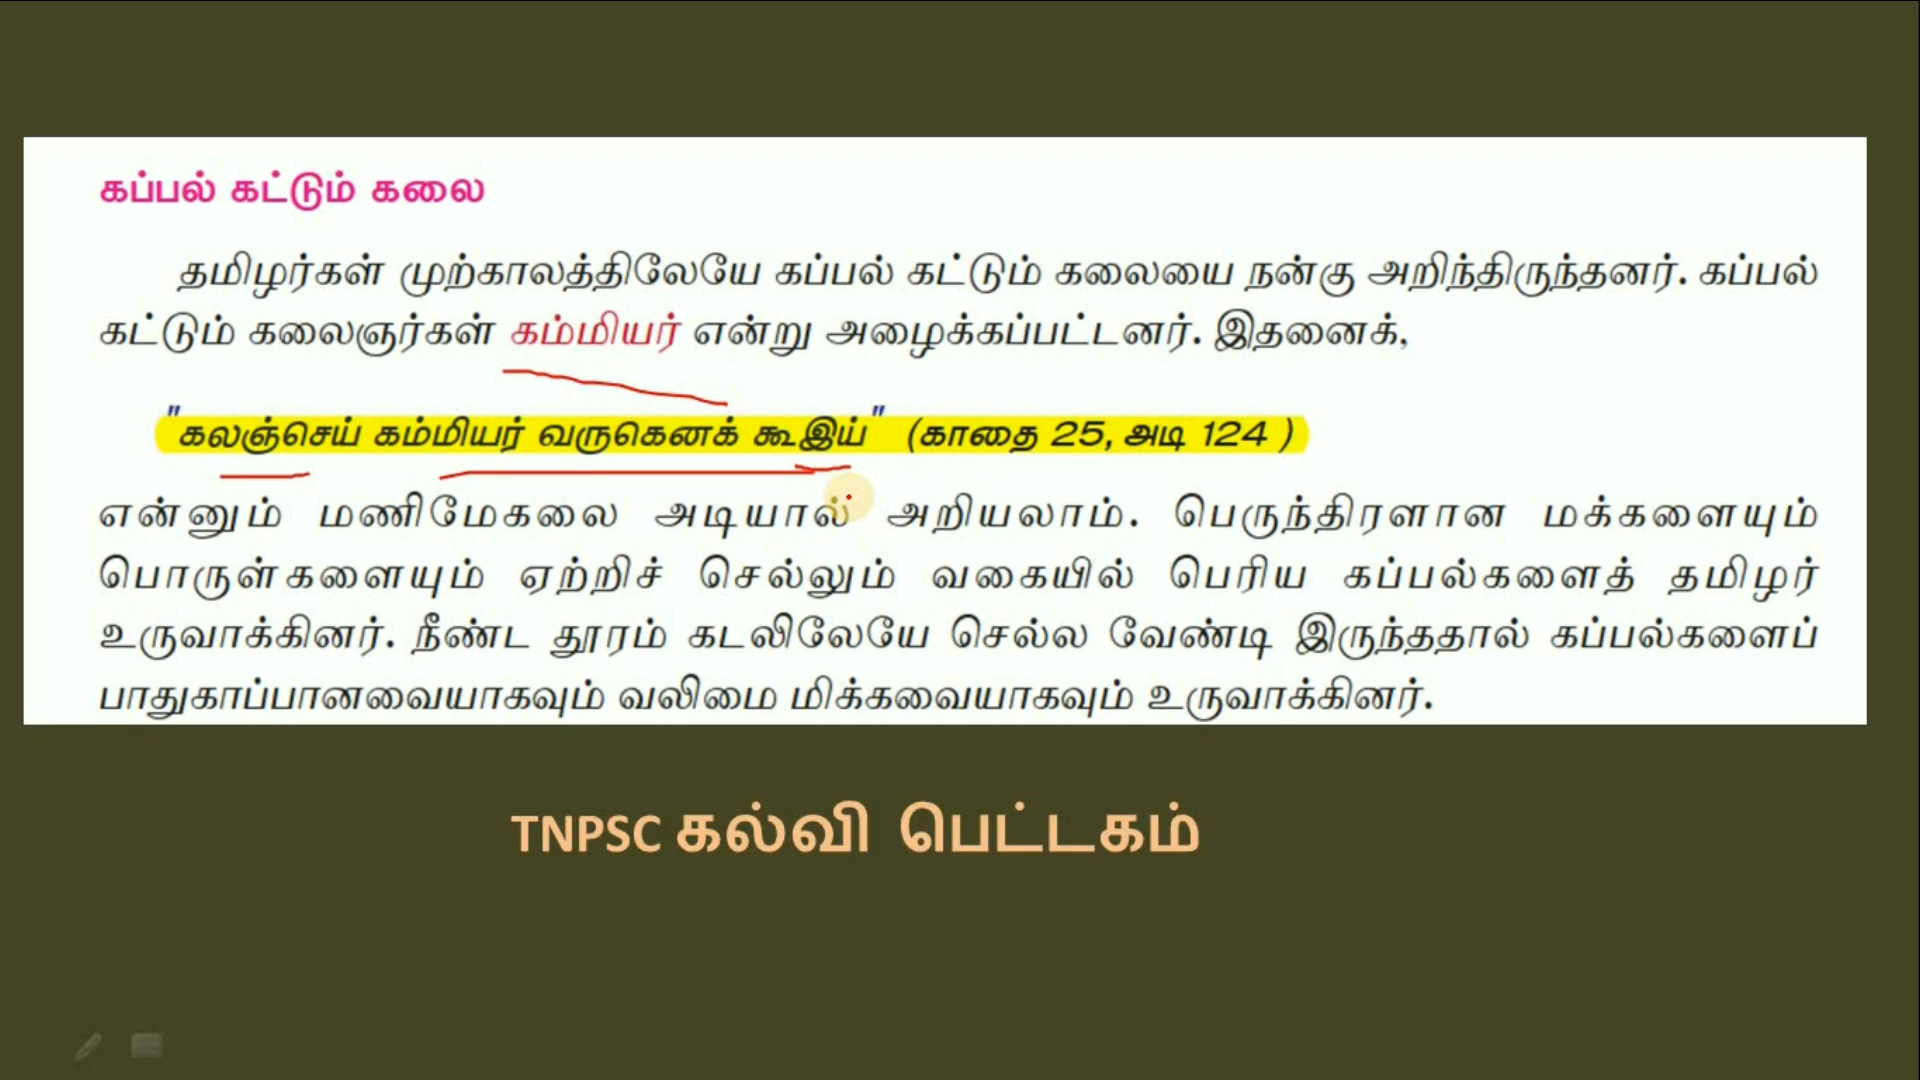 கப்பல் கட்டும் கலை
தமிழர்கள் முற்காலத்திலேயே கப்பல் கட்டும் கலையை நன்கு அறிந்திருந்தனர். கப்பல்
கட்டும் கலைஞர்கள் கம்மியர் என்று அழைக்கப்பட்டனர். இதனைக்,
"கலஞ்செய் கம்மியர் வருகெனக் கூஇய்" (காதை 25, அடி 124 )
என்னும் மணிமேகலை அடியால் அறியலாம். பெருந்திரளான மக்களையும்
பொருள்களையும் ஏற்றிச் செல்லும் வகையில் பெரிய கப்பல்களைத் தமிழர்
உருவாக்கினர். நீண்ட தூரம் கடலிலேயே செல்ல வேண்டி இருந்ததால் கப்பல்களைப்
பாதுகாப்பானவையாகவும் வலிமை மிக்கவையாகவும் உருவாக்கினர்.
TNPSC கல்வி பெட்டகம்